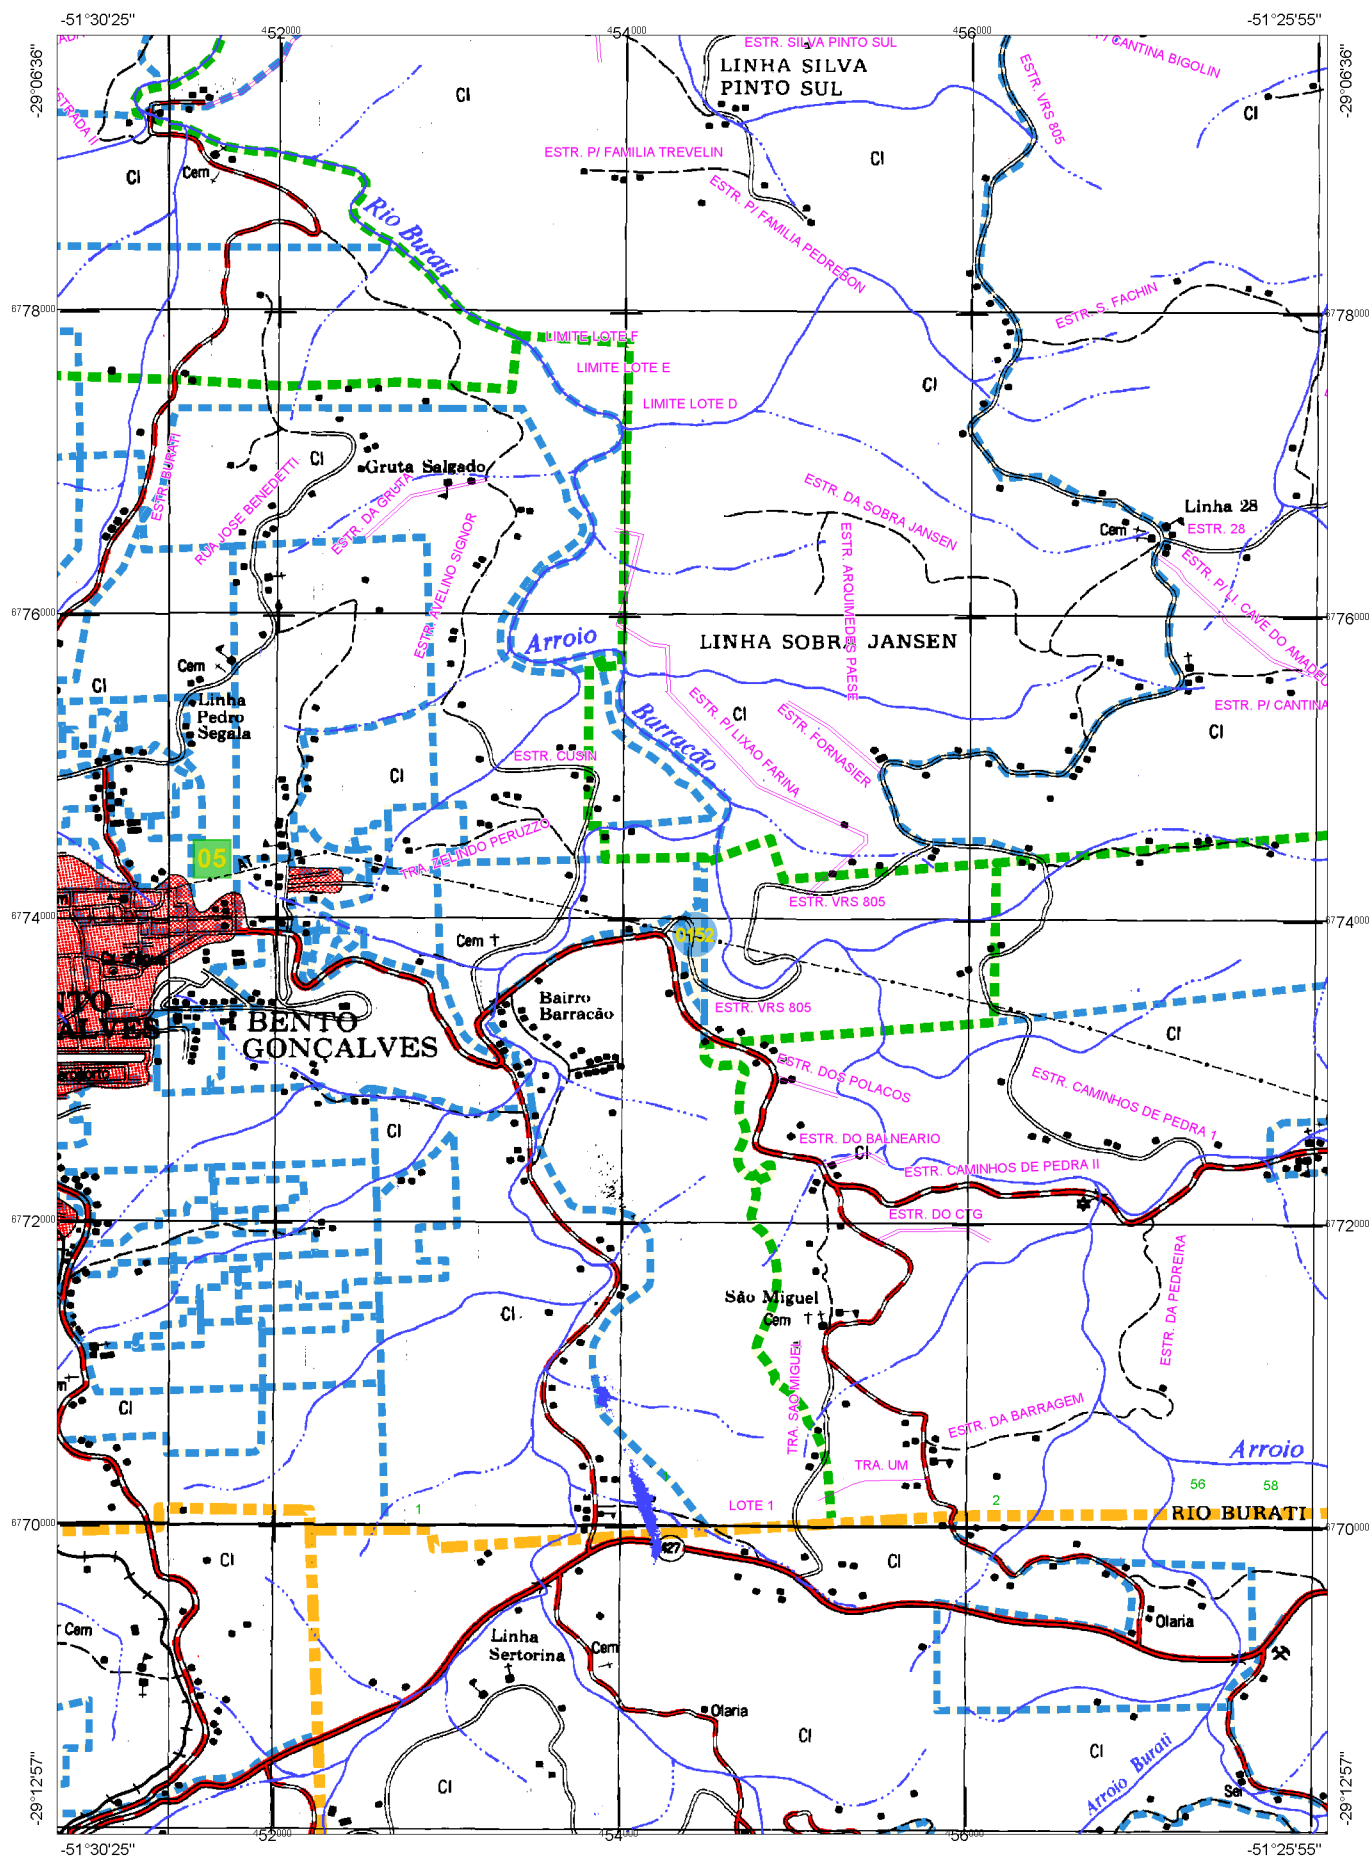 -51°30'25"
-51°25'55"
452000
454000
456000
-29°06'36"
-29°06'36"
ESTR. SILVA PINTO SUL
LINHA SILVA
PINTO SUL
CANTINA BIGOLIN
ESTR. VRS 805
CI
CI
CI
CI
ESTR. P/ FAMILIA TREVELIN
Cem
ESTR. P/ FAMILIA PEDREBON
Rio Burati
ESTR. S. FACHIN
6778000
6778000
LIMITE LOTE F
LIMITE LOTE E
LIMITE LOTE D
CI
ESTR. BURATI
CI
Gruta Salgado
RUA JOSE BENEDETTI
ESTR. DA GRUTA
ESTR. DA SOBRA JANSEN
Linha 28
ESTR. 28
Cem
ESTR. AVELINO SIGNOR
ESTR. ARQUIMEDES PAESE
ESTR. P/ LI. CAVE DO AMADEU
6776000
6776000
Arroio
LINHA SOBRA JANSEN
Cem
CI
Linha
Pedro
Segala
ESTR. P/ CANTINA
CI
CI
Barracão
ESTR. P/ LIXAO FARINA
ESTR. FORNASIER
ESTR. CUSIN
CI
TRA. ZELINDO PERUZZO
05
AT
ESTR. VRS 805
6774000
6774000
0152
Cem
Bairro
Barracão
ESTR. VRS 805
BENTO
GONÇALVES
NTO
ALVES
CI
ESTR. DOS POLACOS
ESTR. CAMINHOS DE PEDRA 1
CI
ESTR. DO BALNEARIO
CI
ESTR. CAMINHOS DE PEDRA II
ESTR. DO CTG
6772000
6772000
ESTR. DA PEDREIRA
São Miguel
Cem
CI
TRA. SAO MIGUEL
CI
ESTR. DA BARRAGEM
Arroio
TRA. UM
LOTE 1
1
2
56
58
RIO BURATI
6770000
6770000
427
CI
CI
Cem
Linha
Sertorina
Cem
Olaria
Olaria
CI
CI
CI
Arroio Burati
Sal
-29°12'57"
-29°12'57"
452000
454000
456000
-51°30'25"
-51°25'55"